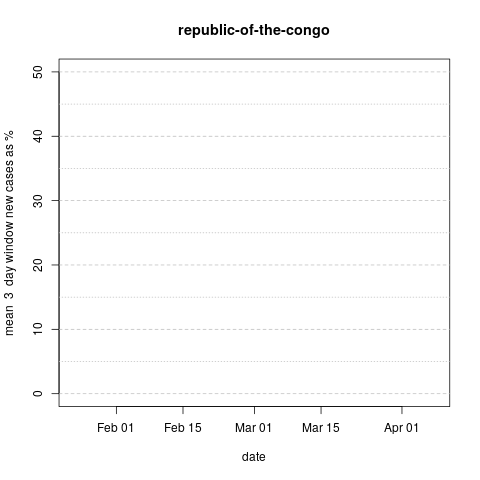 republic-of-the-congo
mean  3  day window new cases as %
50
40
30
20
10
0
Feb 01 Feb 15 Mar 01 Mar 15 Apr 01
date